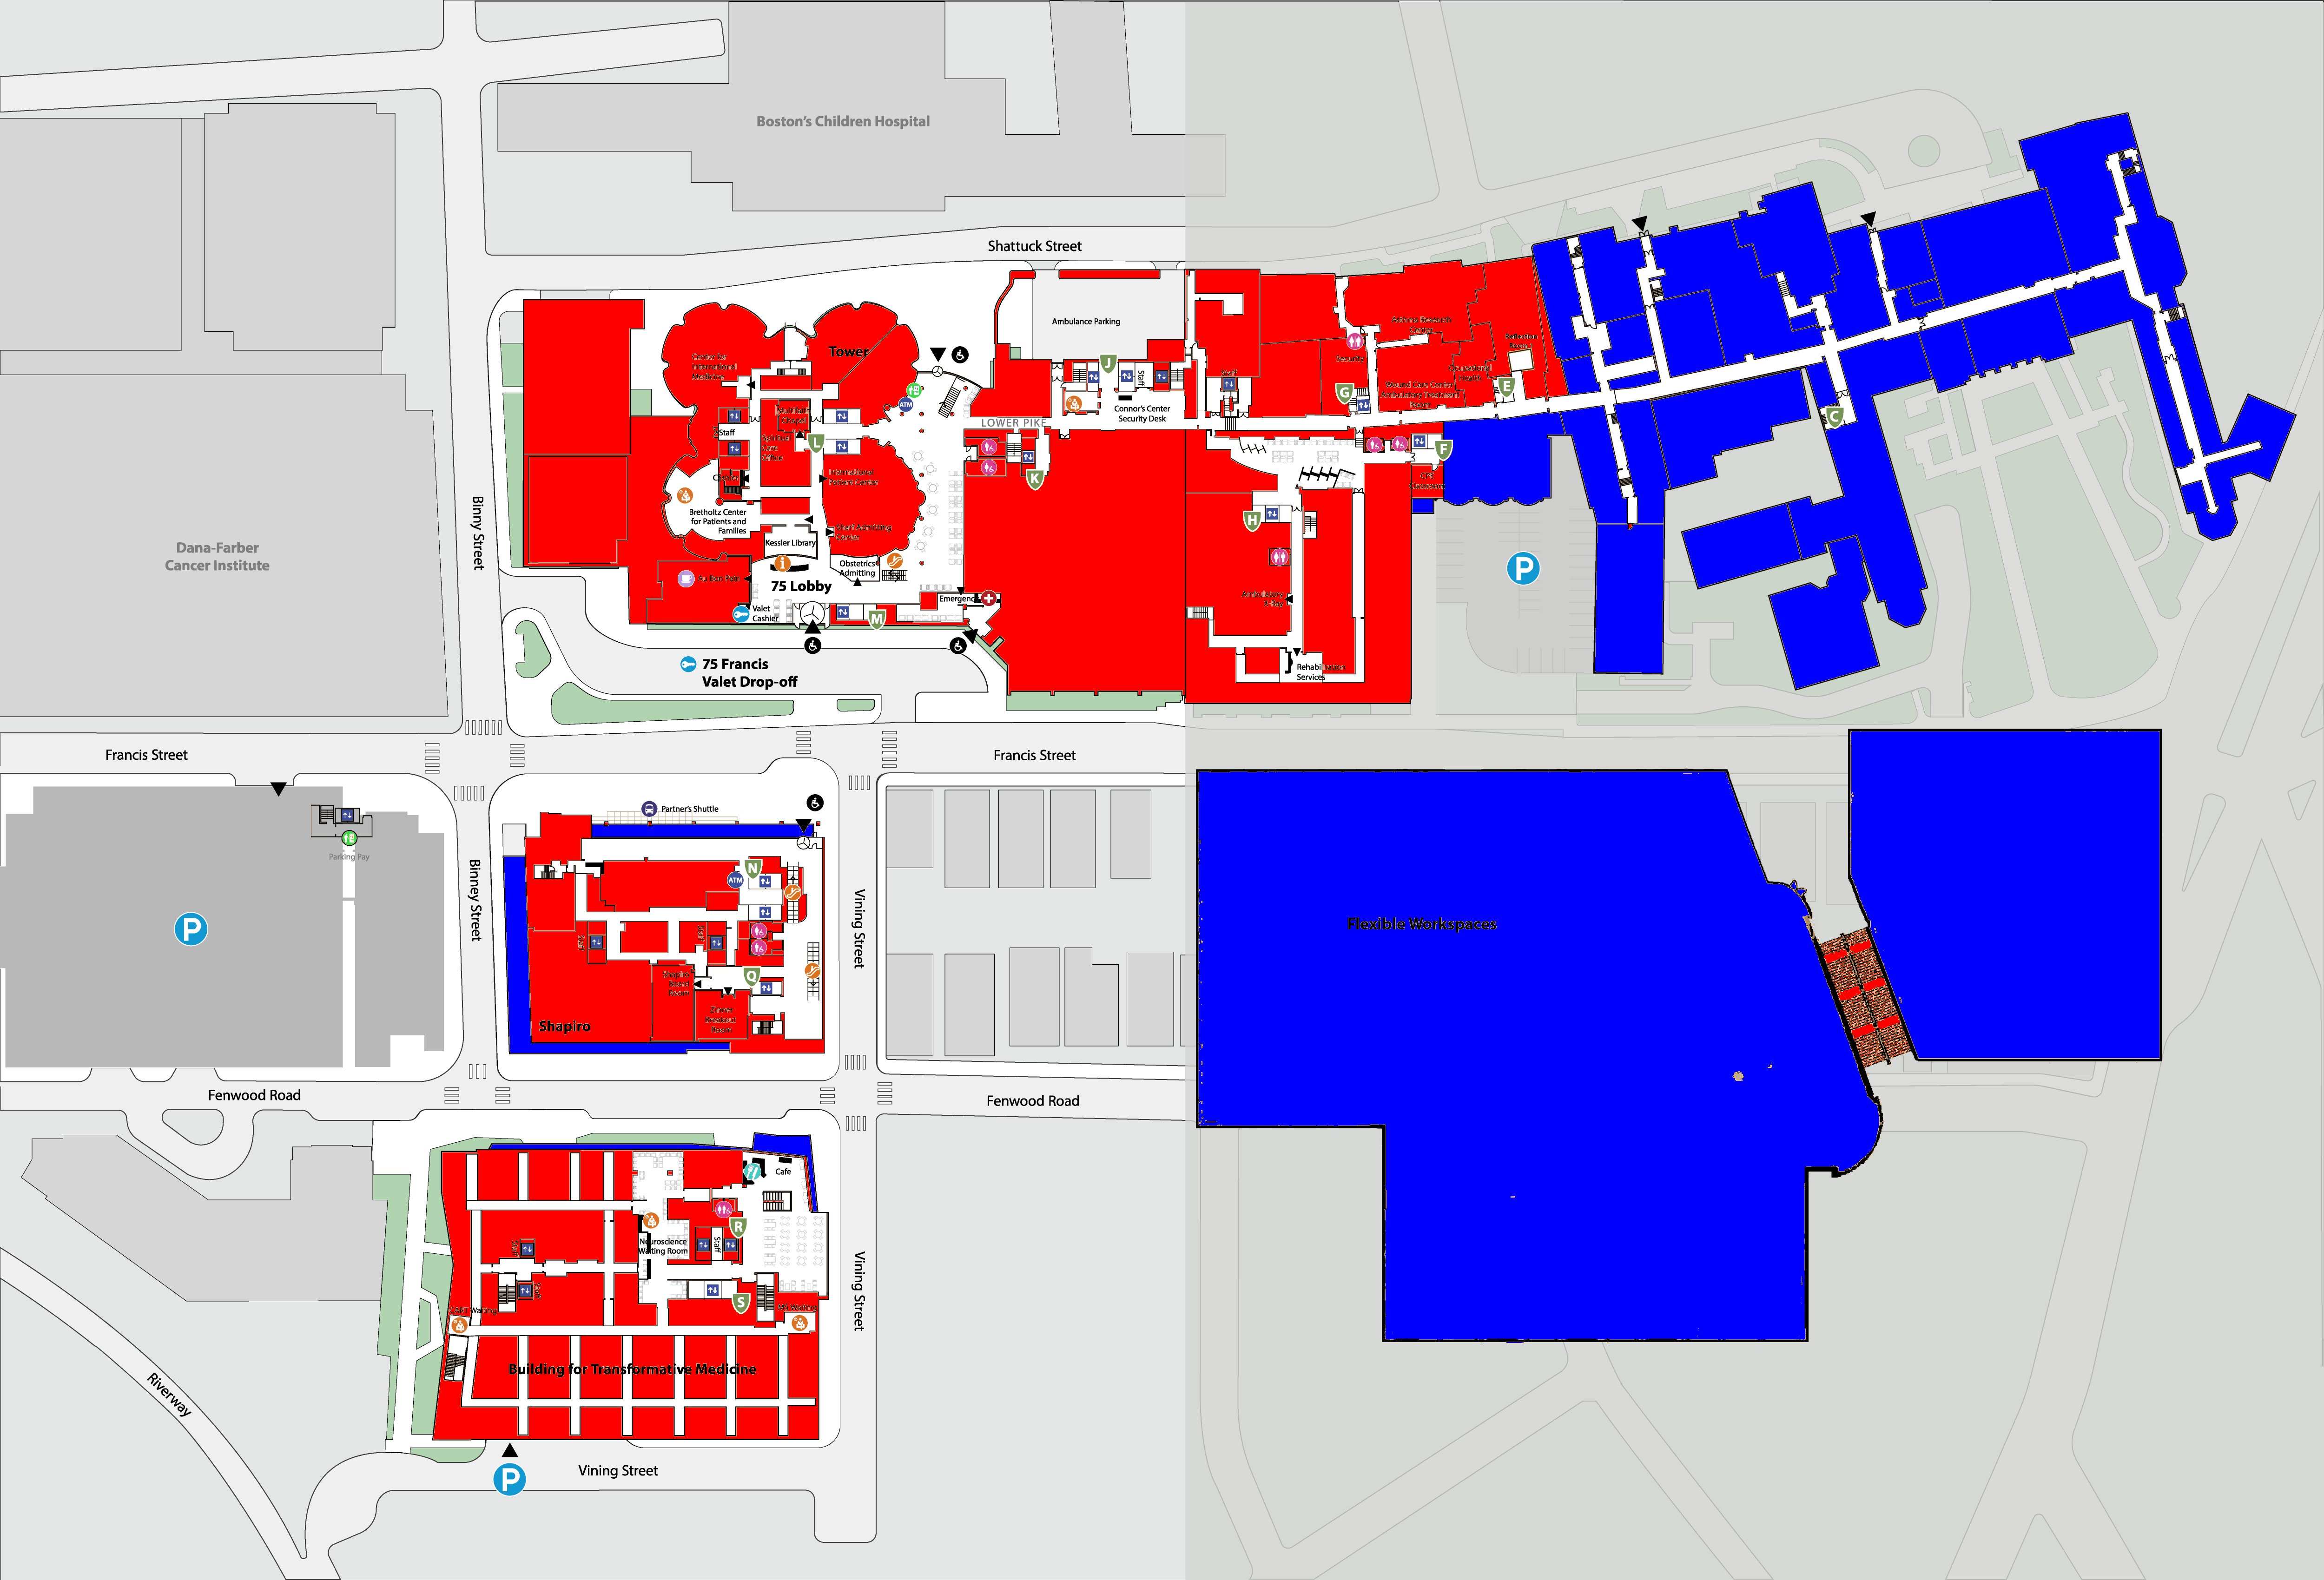 Boston's Children Hospital
Shattuck Street
Ambulance Parking
Tower
J
Staff
Connor's Center
Security Desk
LOWER PIKE
G
E
Reflection
Room
C
F
ATM
Staff
L
K
H
Bretholtz Center
for Patients and
Families
Kessler Library
Obstetrics
Admitting
75 Lobby
Valet
Cashier
M
Emergency
Rehabilitation
Services
P
75 Francis
Valet Drop-off
Binny Street
Dana-Farber
Cancer Institute
Francis Street
Francis Street
Partner's Shuttle
Parking Pay
P
Binney Street
N
ATM
Q
Shapiro
Vining Street
Flexible Workspaces
Fenwood Road
Fenwood Road
Cafe
R
Neuroscience
Waiting Room
Staff
S
Building for Transformative Medicine
Vining Street
Riverway
P
Vining Street